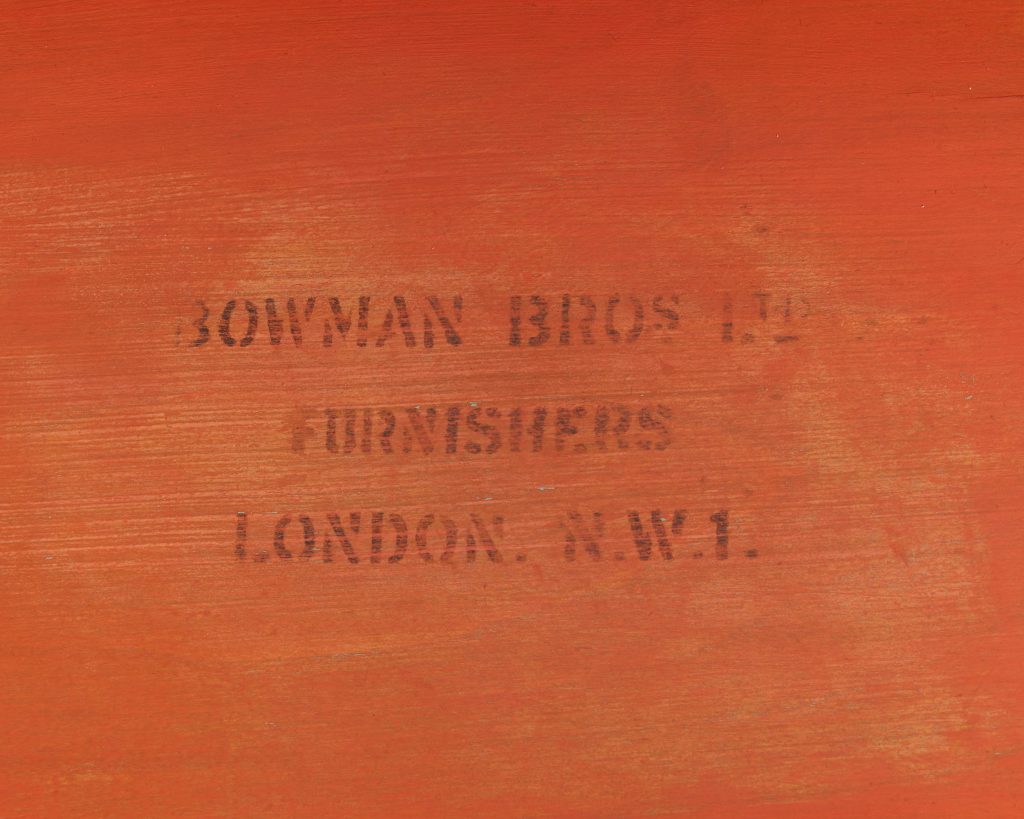 BOWMAN BROS LTD
FURNISHERS
LONDON. N.W.1.